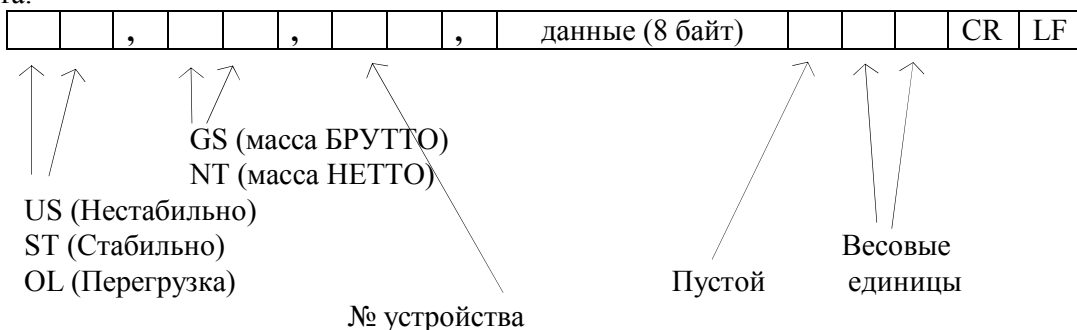 , , , данные (8 байт) CR LF
GS (масса БРУТТО)
NT (масса НЕТТО)
US (Нестабильно)
ST (Стабильно)
OL (Перегрузка)
Весовые
единицы
Пустой
№ устройства